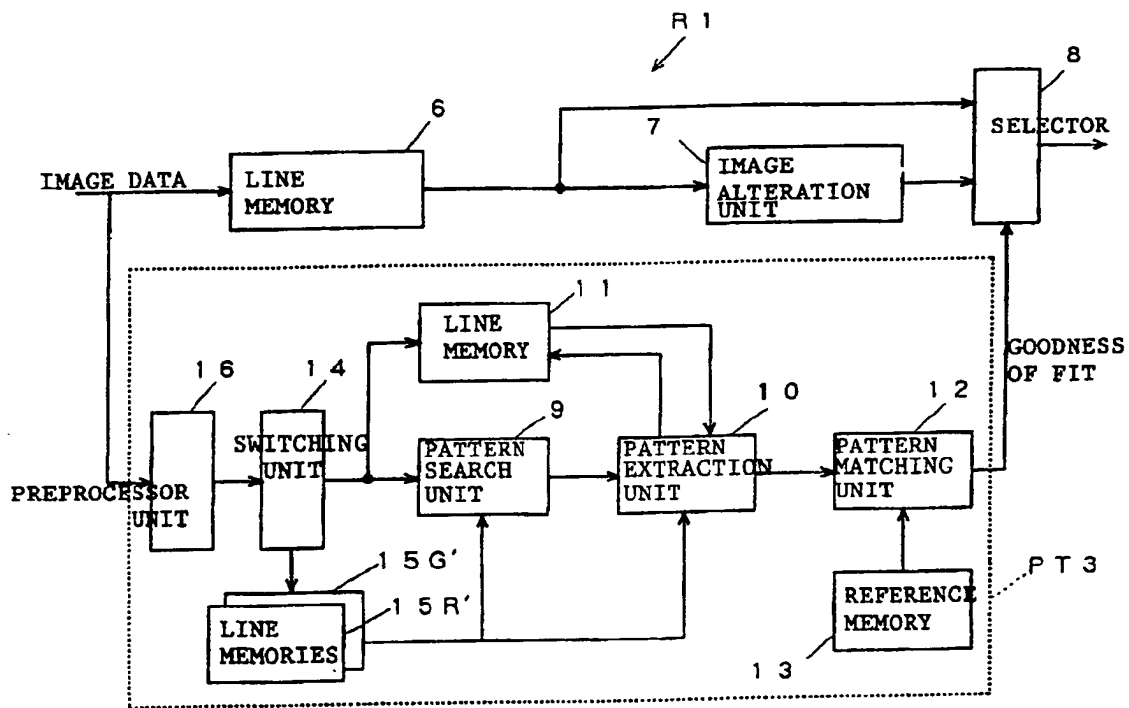 R 1
8
6
7
SELECTOR
IMAGE DATA
LINE
MEMORY
IMAGE
ALTERATION
UNIT
1 1
LINE
MEMORY
GOODNESS
OF FIT
1 6
1 4
9
1 0
1 2
SWITCHING
UNIT
PATTERN
SEARCH
UNIT
PATTERN
EXTRACTION
UNIT
PATTERN
MATCHING
UNIT
PREPROCESSOR
UNIT
1 5 G'
1 5 R'
LINE
MEMORIES
REFERENCE
MEMORY
1 3
P T 3